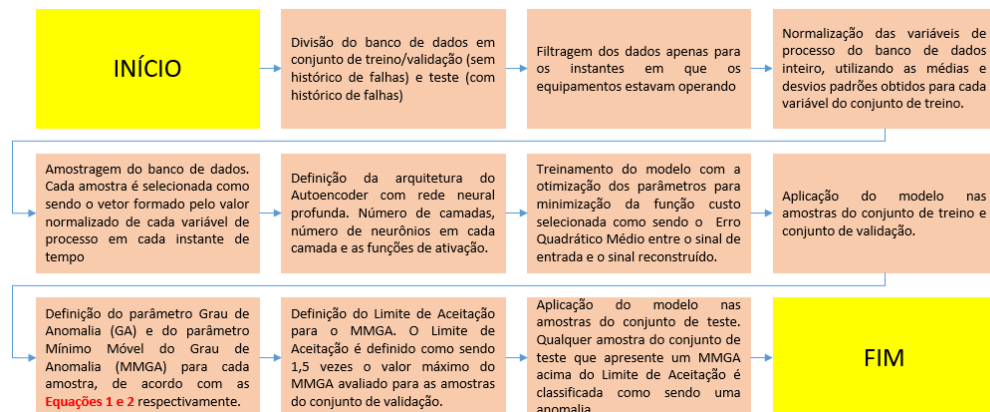 INÍCIO
Divisão do banco de dados em
conjunto de treino/validação (sem
histórico de falhas) e teste (com
histórico de falhas)
Filtragem dos dados apenas para
os instantes em que os
equipamentos estavam operando
Normalização das variáveis de
processo do banco de dados
inteiro, utilizando as médias e
desvios padrões obtidos para cada
variável do conjunto de treino.
Amostragem do banco de dados.
Cada amostra é selecionada como
sendo o vetor formado pelo valor
normalizado de cada variável de
processo em cada instante de
tempo
Definição da arquitetura do
Autoencoder com rede neural
profunda. Número de camadas,
número de neurônios em cada
camada e as funções de ativação.
Treinamento do modelo com a
otimização dos parâmetros para
minimização da função custo
selecionada como sendo o Erro
Quadrático Médio entre o sinal de
entrada e o sinal reconstruído.
Aplicação do modelo nas
amostras do conjunto de treino e
conjunto de validação.
Definição do parâmetro Grau de
Anomalia (GA) e do parâmetro
Mínimo Móvel do Grau de
Anomalia (MMGA) para cada
amostra, de acordo com as
Equações 1 e 2 respectivamente.
Definição do Limite de Aceitação
para o MMGA. O Limite de
Aceitação é definido como sendo
1,5 vezes o valor máximo do
MMGA avaliado para as amostras
do conjunto de validação.
Aplicação do modelo nas
amostras do conjunto de teste.
Qualquer amostra do conjunto de
teste que apresente um MMGA
acima do Limite de Aceitação é
classificada como sendo uma
anomalia
FIM